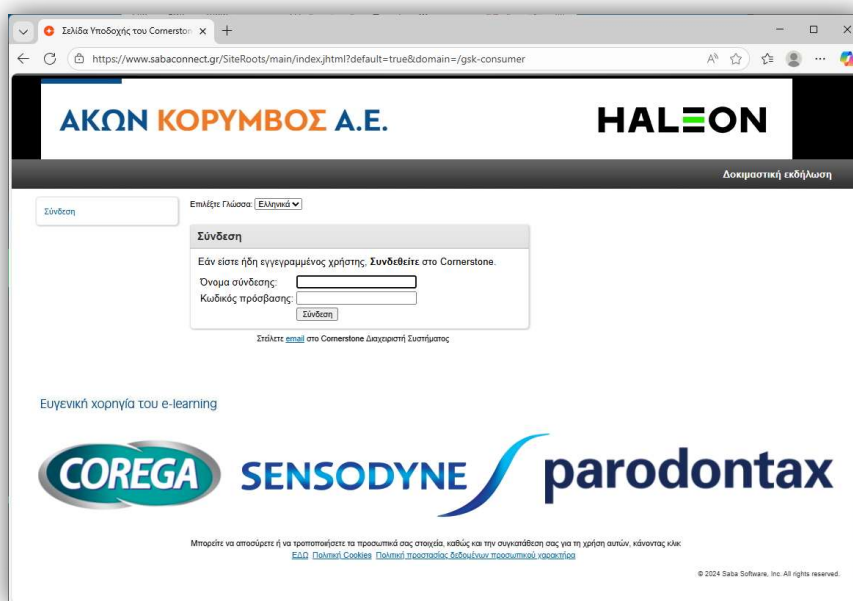 Σελίδα Υποδοχής του Cornerston
https://www.sabaconnect.gr/SiteRoots/main/index.jhtml?default=true&domain=/gsk-consumer
ΑΚΩΝ ΚΟΡΥΜΒΟΣ Α.Ε.
HALEON
Δοκιμαστική εκδήλωση
Σύνδεση
Επιλέξτε Γλώσσα: Ελληνικά
Σύνδεση
Εάν είστε ήδη εγγεγραμμένος χρήστης, Συνδεθείτε στο Cornerstone.
Όνομα σύνδεσης:
Κωδικός πρόσβασης:
Σύνδεση
Στείλετε email στο Cornerstone Διαχειριστή Συστήματος
Ευγενική χορηγία του e-learning
COREGA
SENSODYNE
parodontax
Μπορείτε να αποσύρετε ή να τροποποιήσετε τα προσωπικά σας στοιχεία, καθώς και την συγκατάθεση σας για τη χρήση αυτών, κάνοντας κλικ
ΕΔΩ Πολιτική Cookies Πολιτική προστασίας δεδομένων προσωπικού χαρακτήρα
© 2024 Saba Software, Inc. All rights reserved.